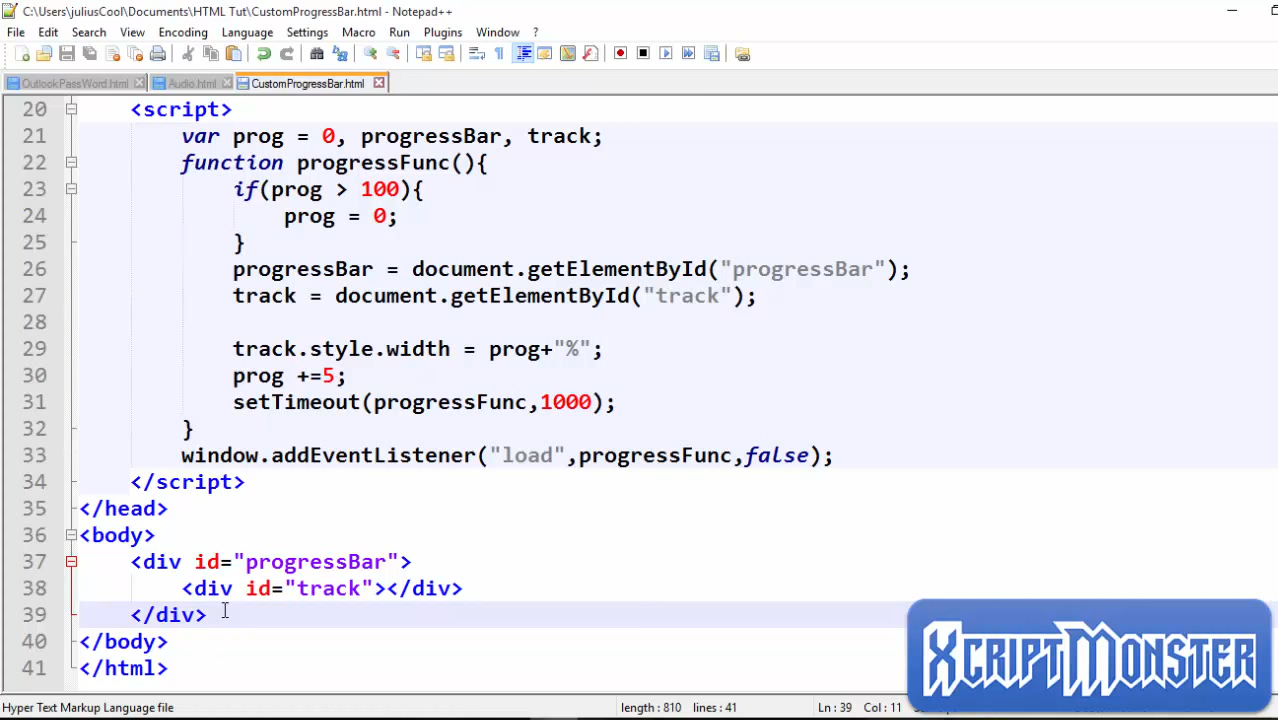 C:\Users\juliusCool\Documents\HTML Tut\CustomProgressBar.html - Notepad++
File Edit Search View Encoding Language Settings Macro Run Plugins Window ?
OutlookPassWord.html Audio.html CustomProgressBar.html
20 <script>
21 var prog = 0, progressBar, track;
22 function progressFunc(){
23 if(prog > 100){
24 prog = 0;
25 }
26 progressBar = document.getElementById("progressBar");
27 track = document.getElementById("track");
28
29 track.style.width = prog+"%";
30 prog +=5;
31 setTimeout(progressFunc,1000);
32 }
33 window.addEventListener("load",progressFunc,false);
34 </script>
35 </head>
36 <body>
37 <div id="progressBar">
38 <div id="track"></div>
39 </div>
40 </body>
41 </html>
XCRIPTMONSTER
Hyper Text Markup Language file length : 810 lines : 41 Ln : 39 Col : 11